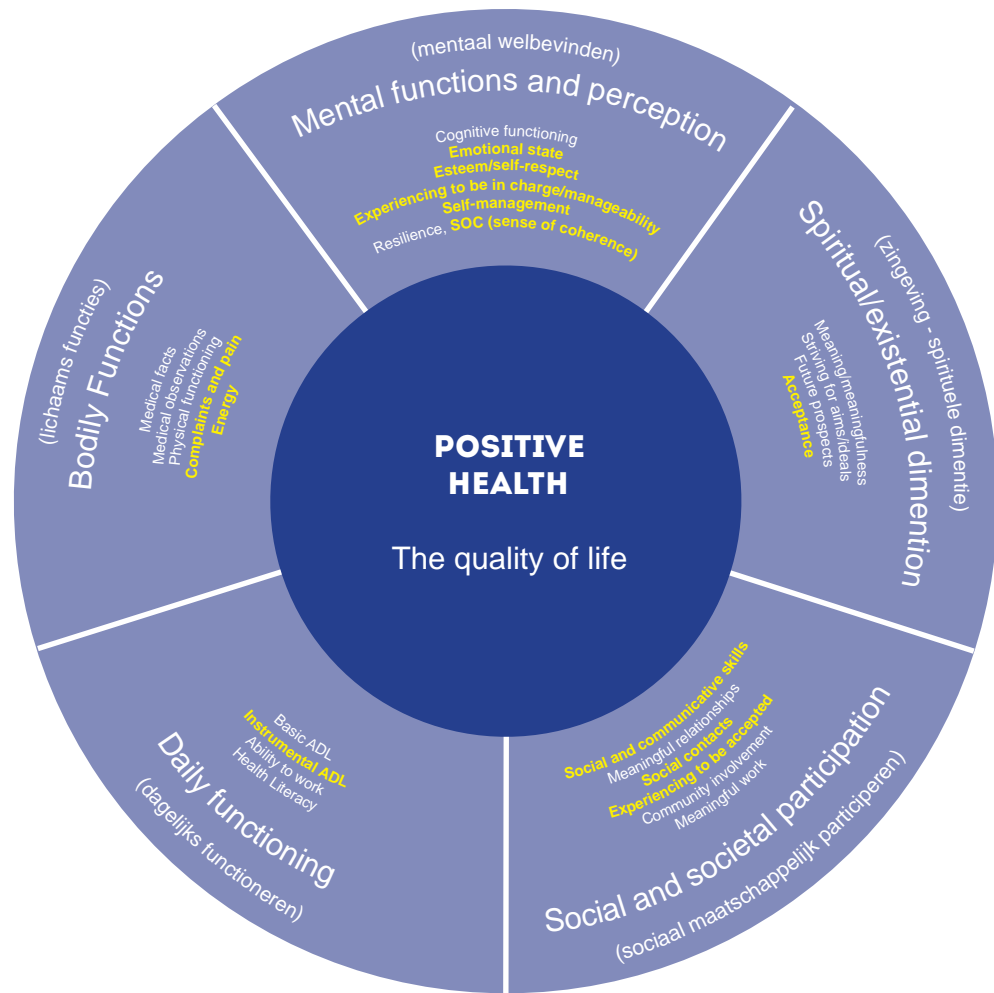 (mentaal welbevinden)
Mental functions and perception
Cognitive functioning
Emotional state
Esteem/self-respect
Experiencing to be in charge/manageability
Self-management
Resilience, SOC (sense of coherence)
(zingeving - spirituele dimentie)
Spiritual/existential dimention
Meaning/meaningfulness
Striving for aims/ideals
Future prospects
Acceptance
(lichaams functies)
Bodily Functions
Medical facts
Medical observations
Physical functioning
Complaints and pain
Energy
POSITIVE
HEALTH
The quality of life
Basic ADL
Instrumental ADL
Ability to work
Health Literacy
Daily functioning
(dagelijks functioneren)
Social and communicative skills
Meaningful relationships
Social contacts
Experiencing to be accepted
Community involvement
Meaningful work
Social and societal participation
(sociaal maatschappelijk participeren)